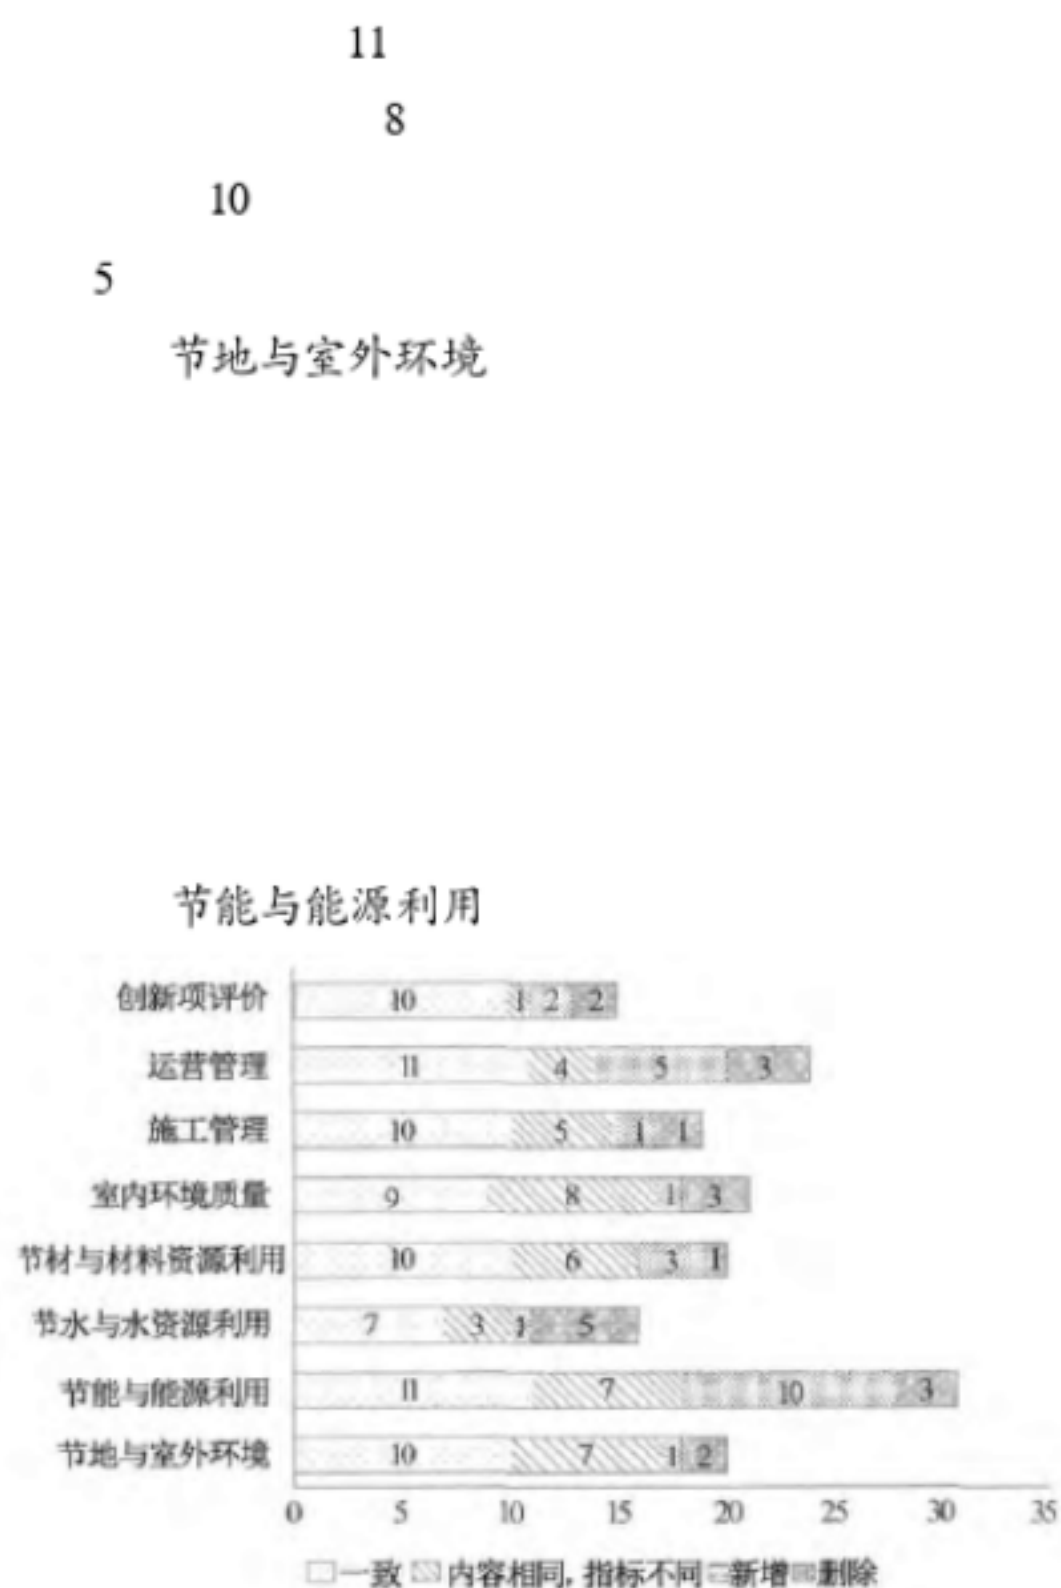 11
8
10
5
节地与室外环境
节能与能源利用
创新项评价 10 1 2 2
运营管理 11 4 5 3
施工管理 10 5 1 1
室内环境质量 9 8 1 3
节材与材料资源利用 10 6 3 1
节水与水资源利用 7 3 1 5
节能与能源利用 11 7 10 3
节地与室外环境 10 7 1 2
0 5 10 15 20 25 30 35
一致 内容相同,指标不同 新增 删除